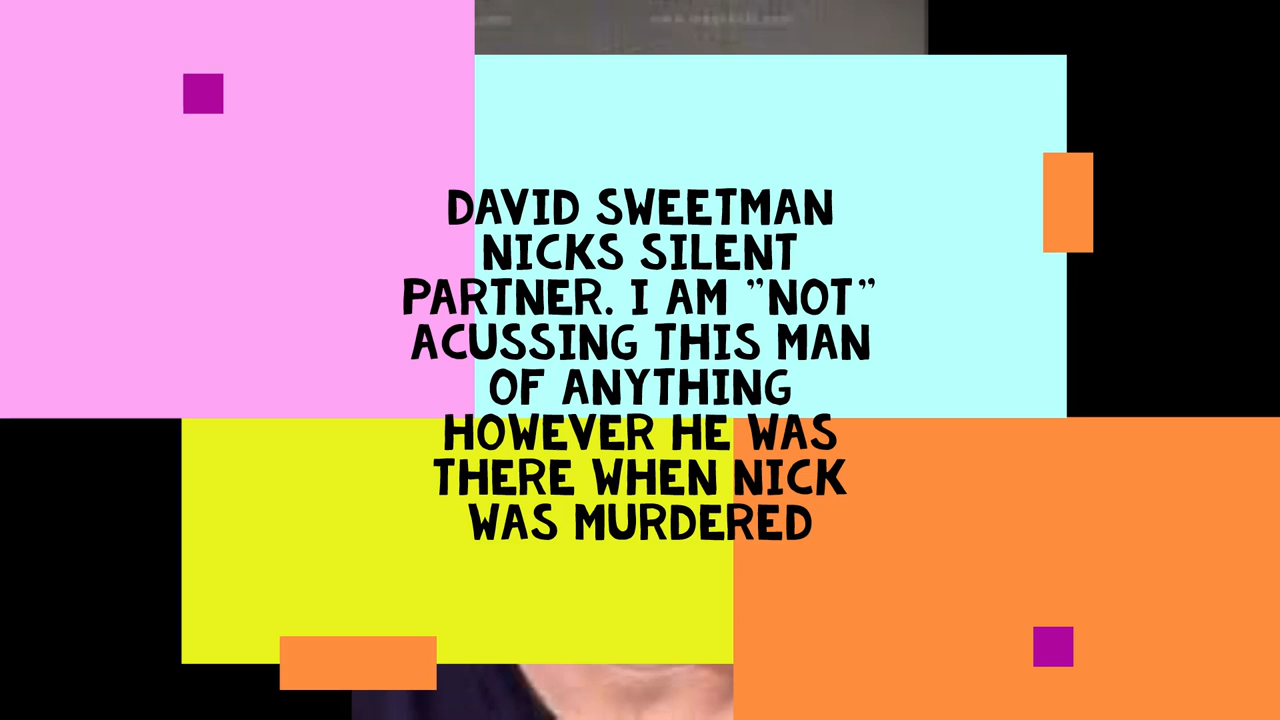 DAVID SWEETMAN
NICKS SILENT
PARTNER. I AM "NOT"
ACUSSING THIS MAN
OF ANYTHING
HOWEVER HE WAS
THERE WHEN NICK
WAS MURDERED